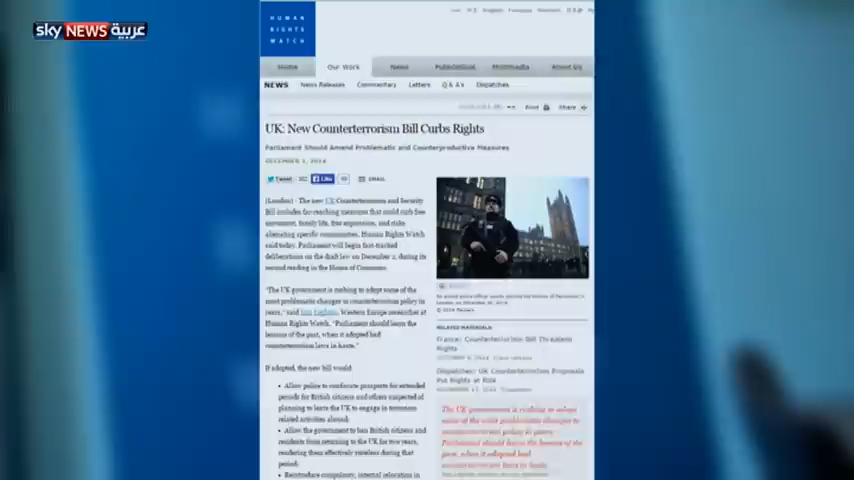 sky NEWS عربية
HUMAN
RIGHTS
WATCH
English
Home
Our Work
News
Publications
Multimedia
About Us
NEWS
News Releases
Commentary
Letters
Q & A's
Dispatches
Print
Share
UK: New Counterterrorism Bill Curbs Rights
Parliament Should Amend Problematic and Counterproductive Measures
DECEMBER 1, 2014
Tweet
Like
EMAIL
(London) - The new UK Counterterrorism and Security
Bill includes far-reaching measures that could curb free
movement, family life, free expression, and risks
alienating specific communities, Human Rights Watch
said today. Parliament will begin fast-tracked
deliberations on the draft law on December 2, during its
second reading in the House of Commons.
"The UK government is rushing to adopt some of the
most problematic changes to counterterrorism policy in
years," said Western Europe researcher at
Human Rights Watch. "Parliament should learn the
lessons of the past, when it adopted bad
counterterrorism laws in haste."
If adopted, the new bill would:
• Allow police to confiscate passports for extended
periods for British citizens and others suspected of
planning to leave the UK to engage in terrorism
related activities abroad;
• Allow the government to ban British citizens and
residents from returning to the UK for two years,
rendering them effectively stateless during that
period;
• Reintroduce compulsory, internal relocation in
RELATED MATERIALS:
France: Counterterrorism Bill Threatens
Rights
Dispatches: UK Counterterrorism Proposals
Put Rights at Risk
The UK government is rushing to adopt
some of the most problematic changes to
counterterrorism policy in years.
Parliament should learn the lessons of the
past, when it adopted bad
counterterrorism laws in haste.